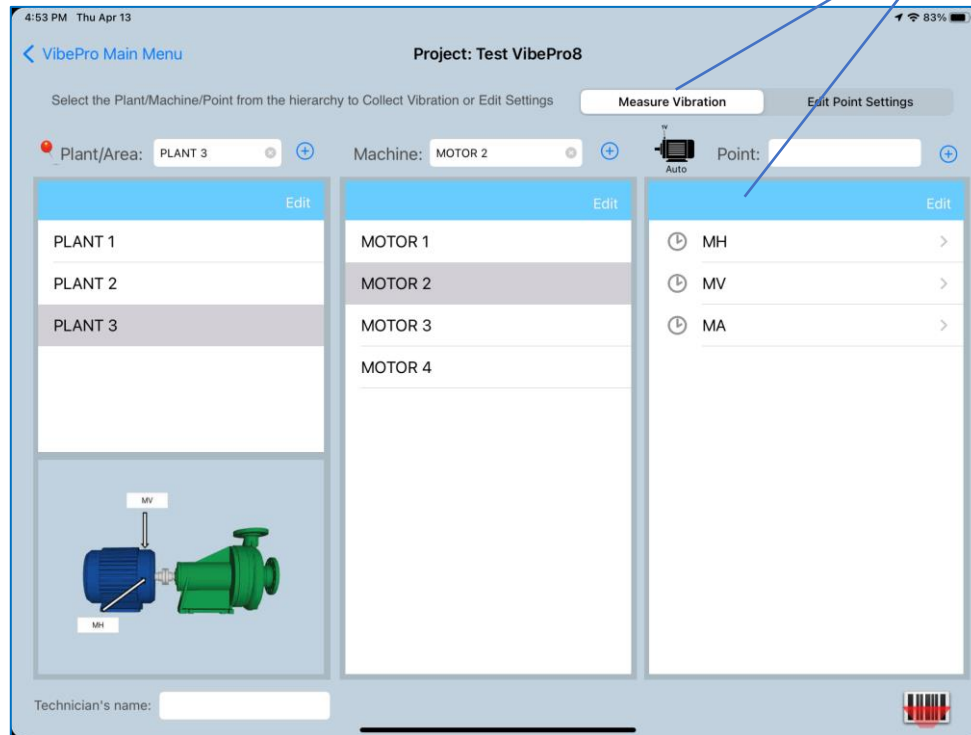 4:53 PM Thu Apr 13
83%
VibePro Main Menu
Project: Test VibePro8
Select the Plant/Machine/Point from the hierarchy to Collect Vibration or Edit Settings
Measure Vibration
Edit Point Settings
Plant/Area: PLANT 3
Machine: MOTOR 2
1V
Auto
Point:
Edit
Edit
Edit
PLANT 1
PLANT 2
PLANT 3
MOTOR 1
MOTOR 2
MOTOR 3
MOTOR 4
MH
MV
MA
MV
MH
Technician's name: